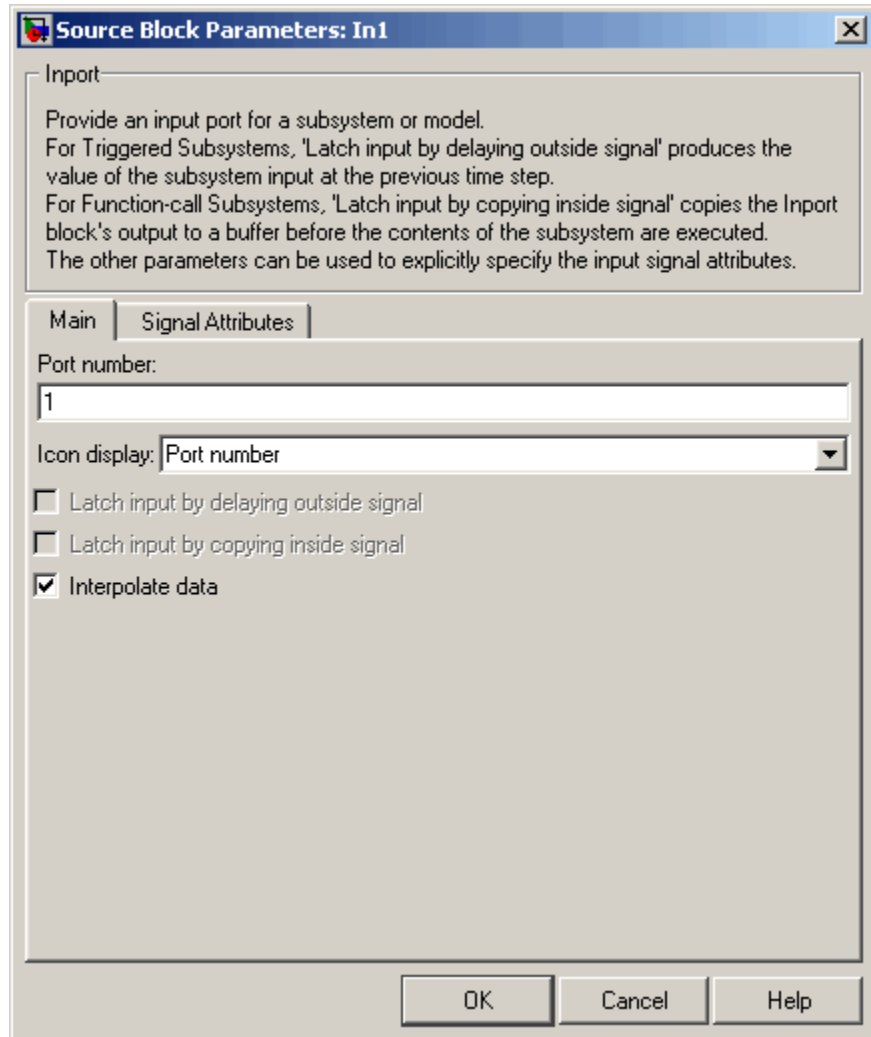 Source Block Parameters: In1
Inport
Provide an input port for a subsystem or model.
For Triggered Subsystems, 'Latch input by delaying outside signal' produces the
value of the subsystem input at the previous time step.
For Function-call Subsystems, 'Latch input by copying inside signal' copies the Inport
block's output to a buffer before the contents of the subsystem are executed.
The other parameters can be used to explicitly specify the input signal attributes.
Main Signal Attributes
Port number:
1
Icon display: Port number
Latch input by delaying outside signal
Latch input by copying inside signal
Interpolate data
OK Cancel Help